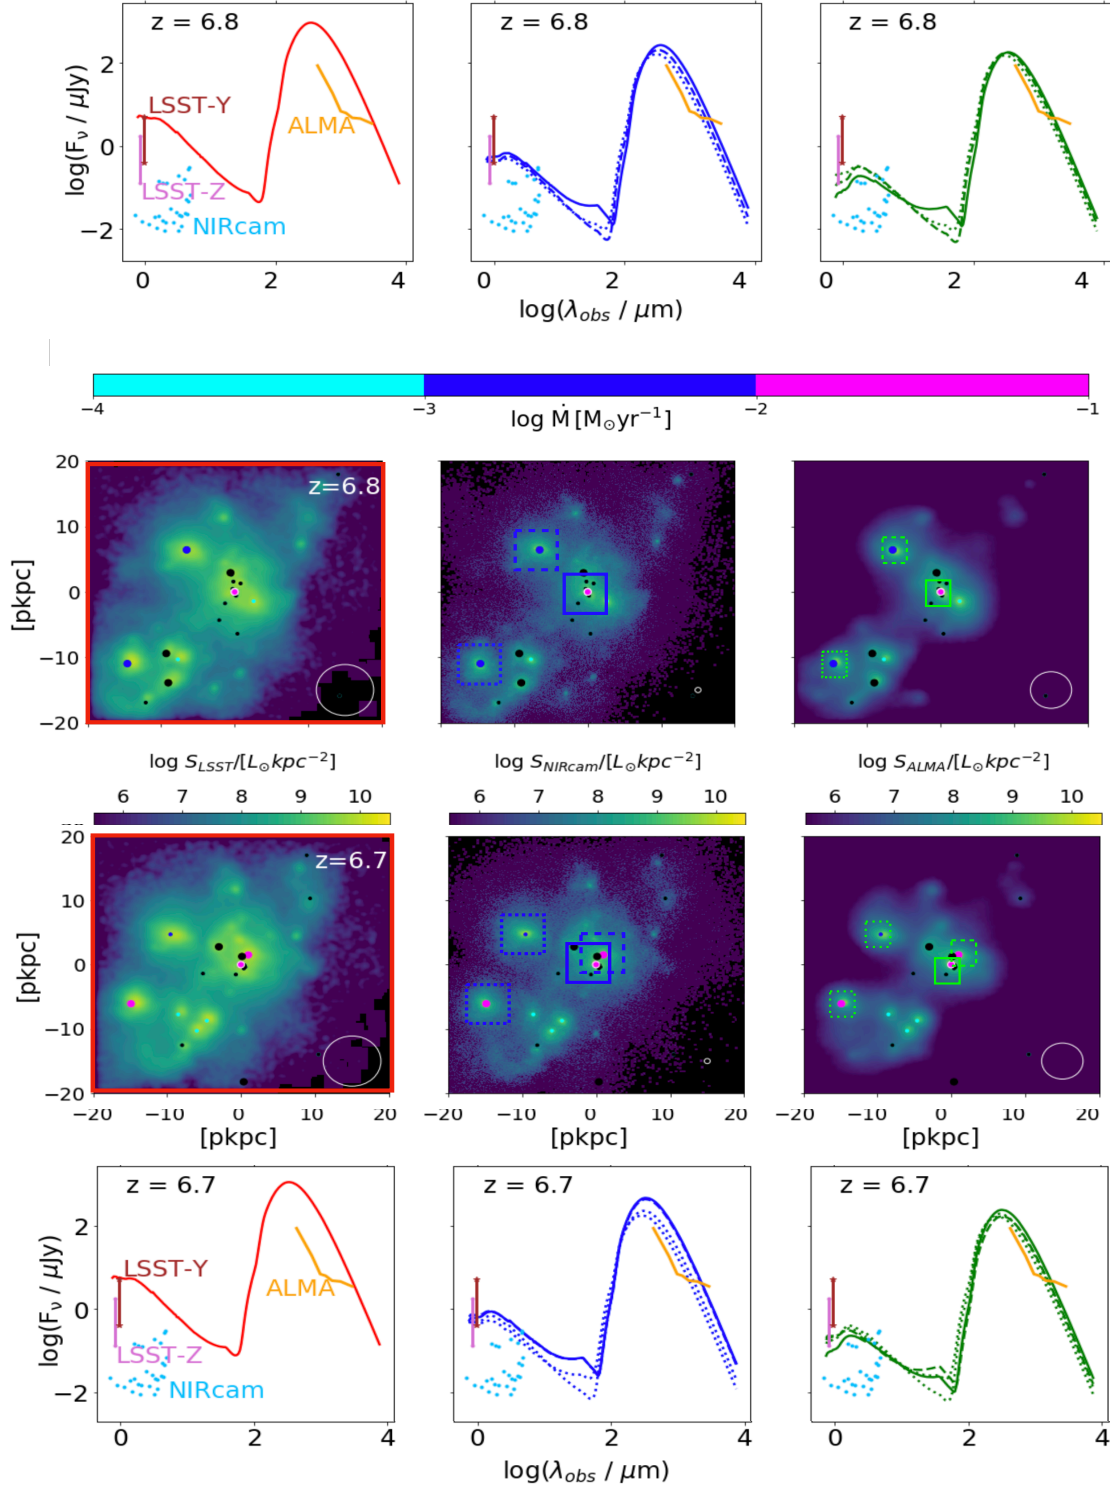 z = 6.8 z = 6.8 z = 6.8
log(Fν / μJy)
2
0
−2
LSST-Y
ALMA
LSST-Z
NIRcam
0 2 4 0 2 4 0 2 4
log(λobs / μm)
−4 −3 −2 −1
log Ṁ [M⊙yr−1]
z=6.8
[pkpc]
20
10
0
−10
−20
log SLSST/[L⊙kpc−2] log SNIRcam/[L⊙kpc−2] log SALMA/[L⊙kpc−2]
6 7 8 9 10 6 7 8 9 10 6 7 8 9 10
z=6.7
[pkpc]
20
10
0
−10
−20
−20 −10 0 10 20 −20 −10 0 10 20 −20 −10 0 10 20
[pkpc] [pkpc] [pkpc]
z = 6.7 z = 6.7 z = 6.7
log(Fν / μJy)
2
0
−2
LSST-Y
ALMA
LSST-Z
NIRcam
0 2 4 0 2 4 0 2 4
log(λobs / μm)